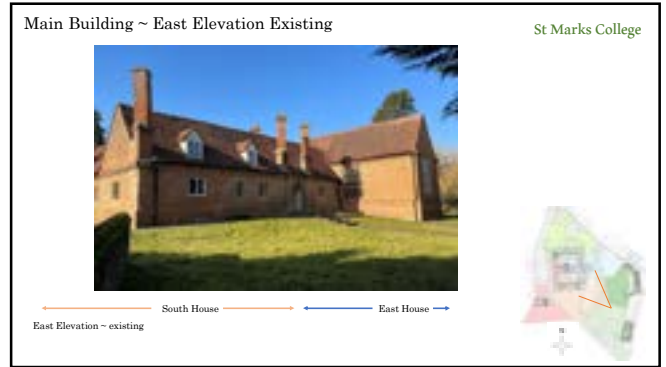 Main Building ~ East Elevation Existing
St Marks College
South House
East House
East Elevation ~ existing